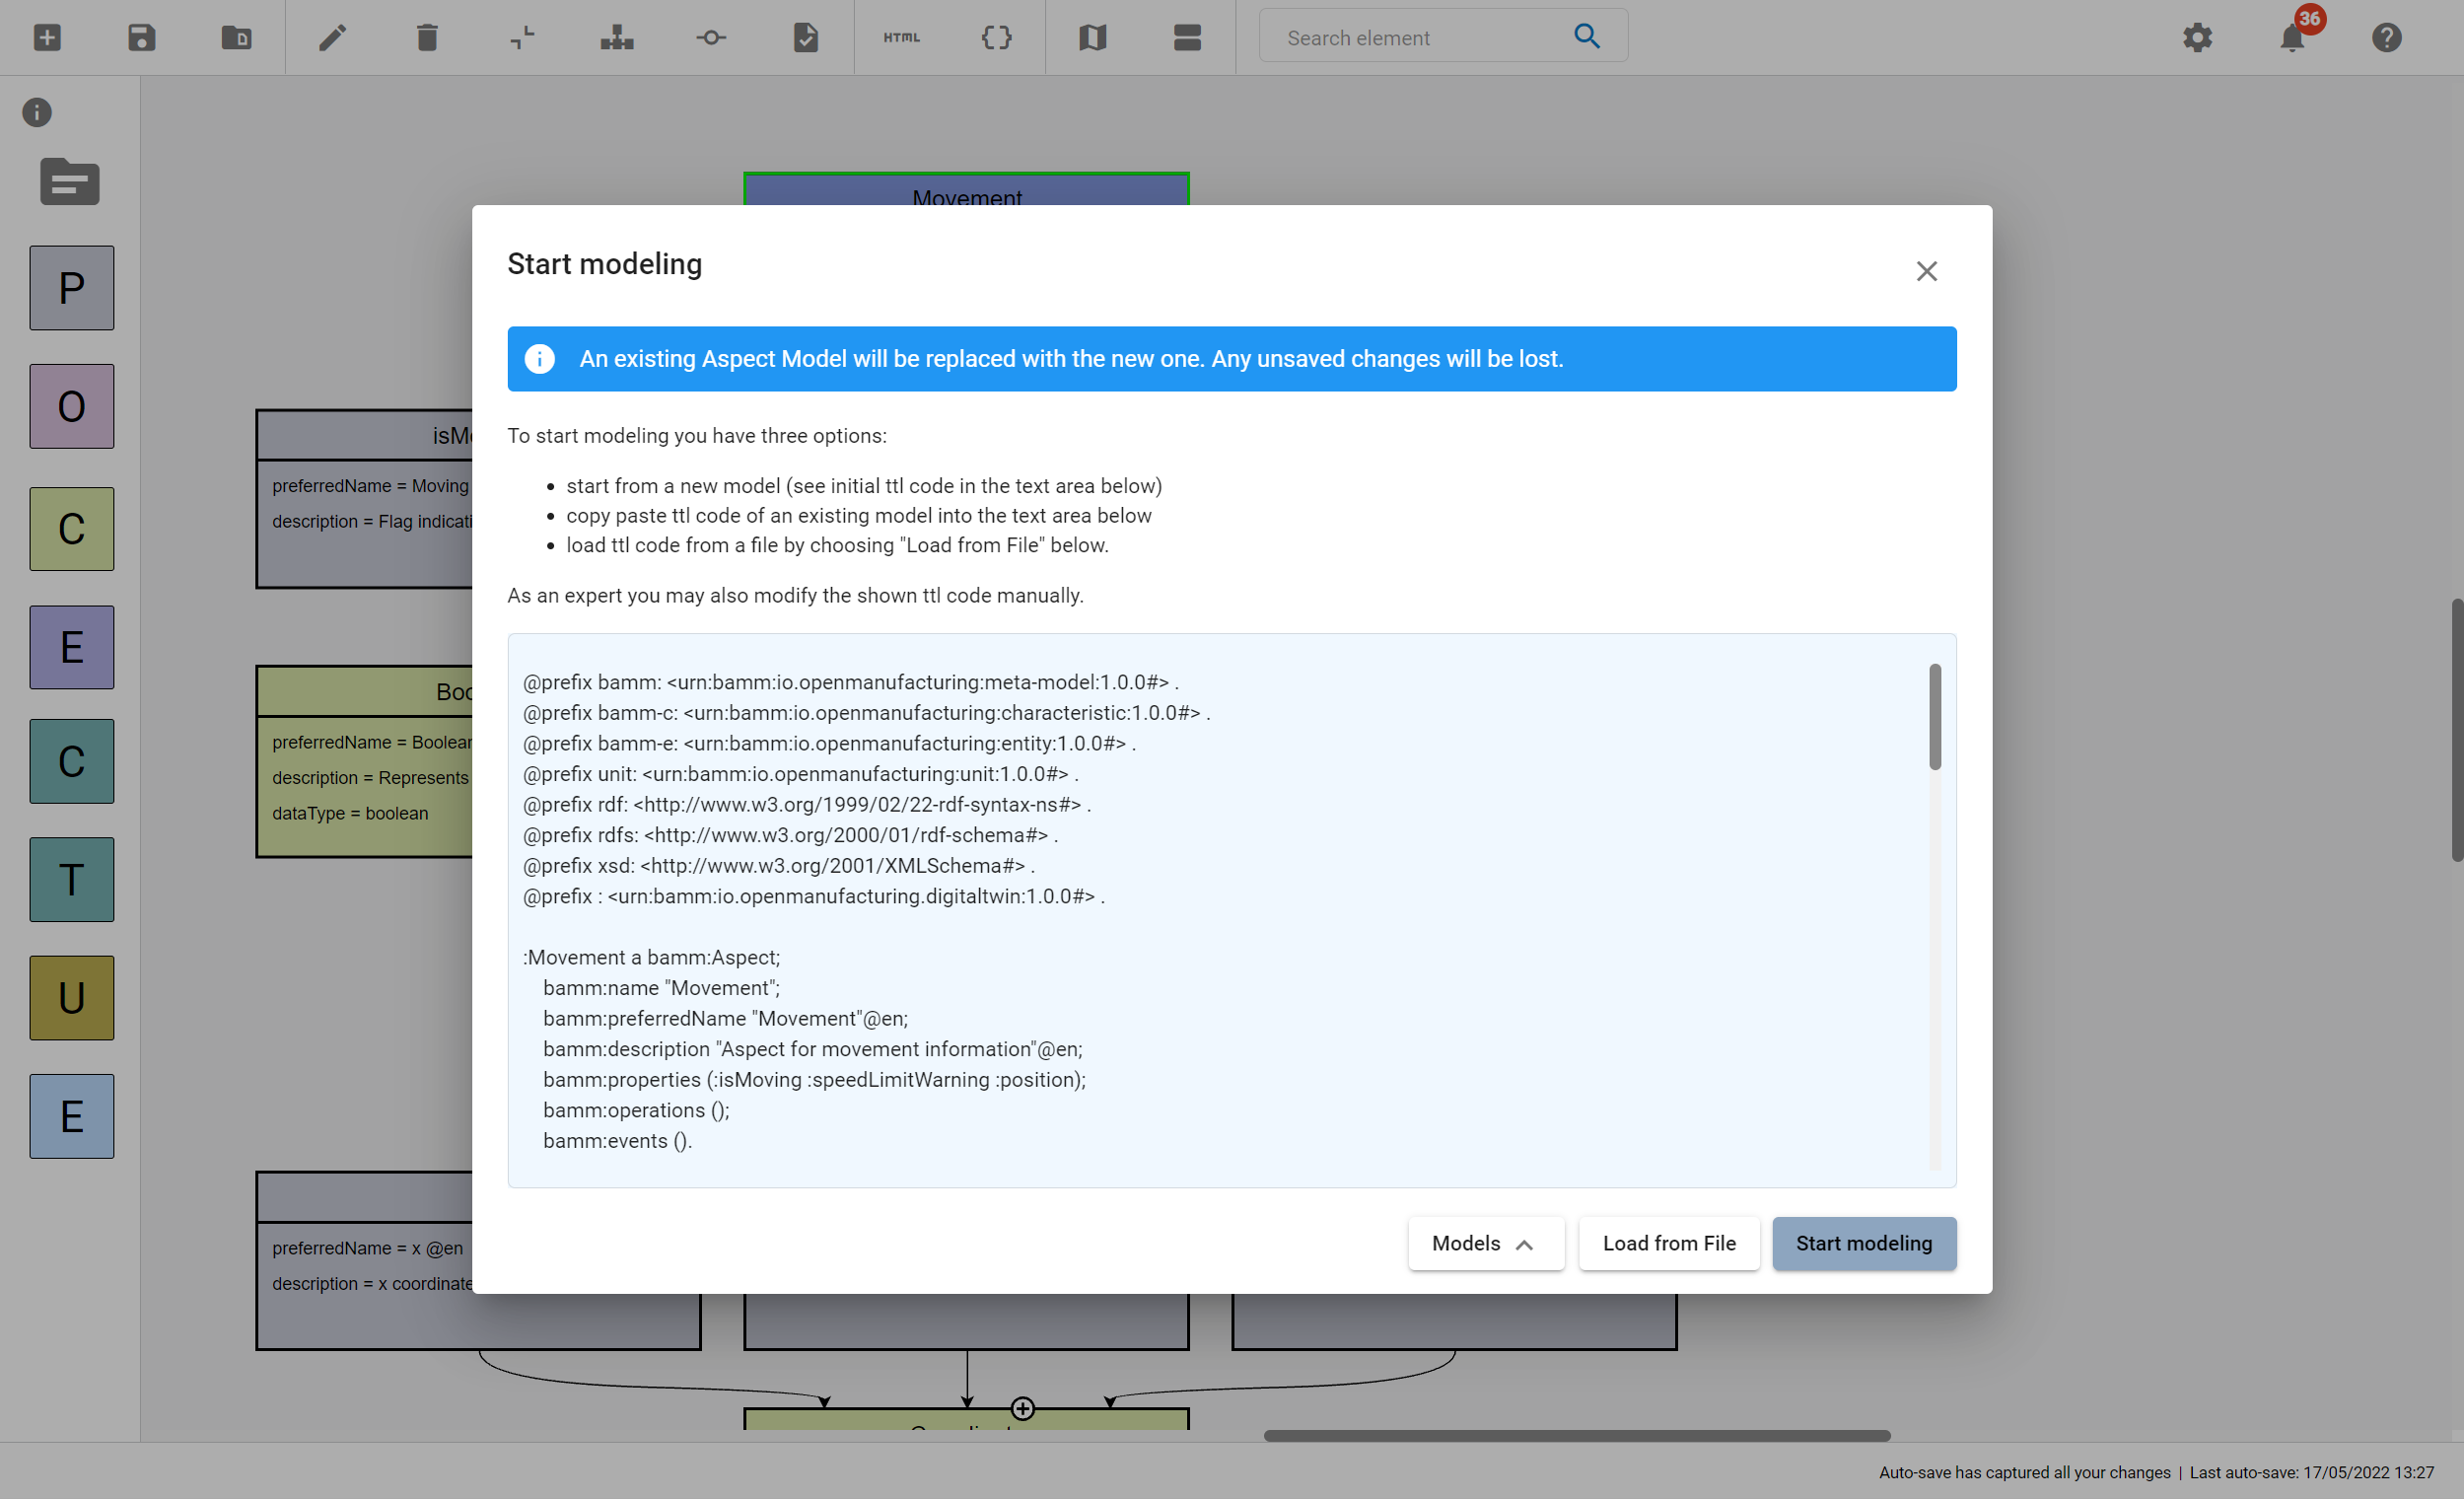 HTML
Search element
36
P
O
C
E
C
T
U
E
Movement
preferredName = Moving
description =
preferredName =
description = Represents
dataType = boolean
preferredName = x @en
description = x coordinate
Start modeling
An existing Aspect Model will be replaced with the new one. Any unsaved changes will be lost.
To start modeling you have three options:
start from a new model (see initial ttl code in the text area below)
copy paste ttl code of an existing model into the text area below
load ttl code from a file by choosing "Load from File" below.
As an expert you may also modify the shown ttl code manually.
@prefix bamm: <urn:bamm:io.openmanufacturing:meta-model:1.0.0#> .
@prefix bamm-c: <urn:bamm:io.openmanufacturing:characteristic:1.0.0#> .
@prefix bamm-e: <urn:bamm:io.openmanufacturing:entity:1.0.0#> .
@prefix unit: <urn:bamm:io.openmanufacturing:unit:1.0.0#> .
@prefix rdf: <http://www.w3.org/1999/02/22-rdf-syntax-ns#> .
@prefix rdfs: <http://www.w3.org/2000/01/rdf-schema#> .
@prefix xsd: <http://www.w3.org/2001/XMLSchema#> .
@prefix : <urn:bamm:io.openmanufacturing.digitaltwin:1.0.0#> .
:Movement a bamm:Aspect;
bamm:name "Movement";
bamm:preferredName "Movement"@en;
bamm:description "Aspect for movement information"@en;
bamm:properties (:isMoving :speedLimitWarning :position);
bamm:operations ();
bamm:events ().
Models
Load from File
Start modeling
Auto-save has captured all your changes | Last auto-save: 17/05/2022 13:27